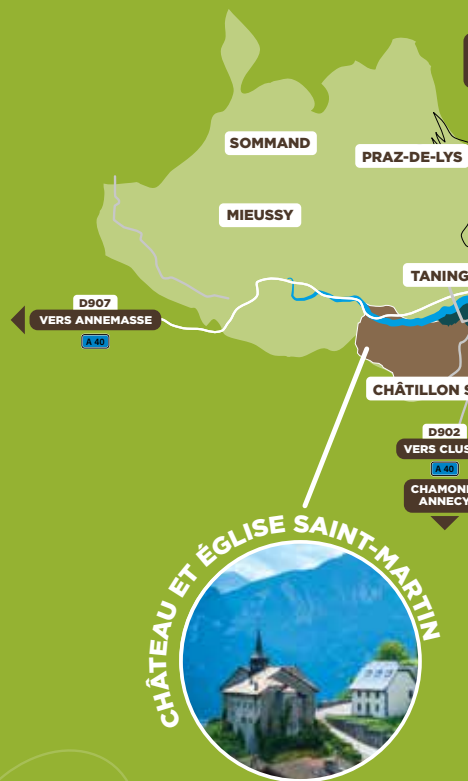 SOMMAND
PRAZ-DE-LYS
MIEUSSY
TANING
D907
VERS ANNEMASSE
A 40
CHÂTILLON S
D902
VERS CLUS
A 40
CHAMONI
ANNECY
CHÂTEAU ET ÉGLISE SAINT-MARTIN